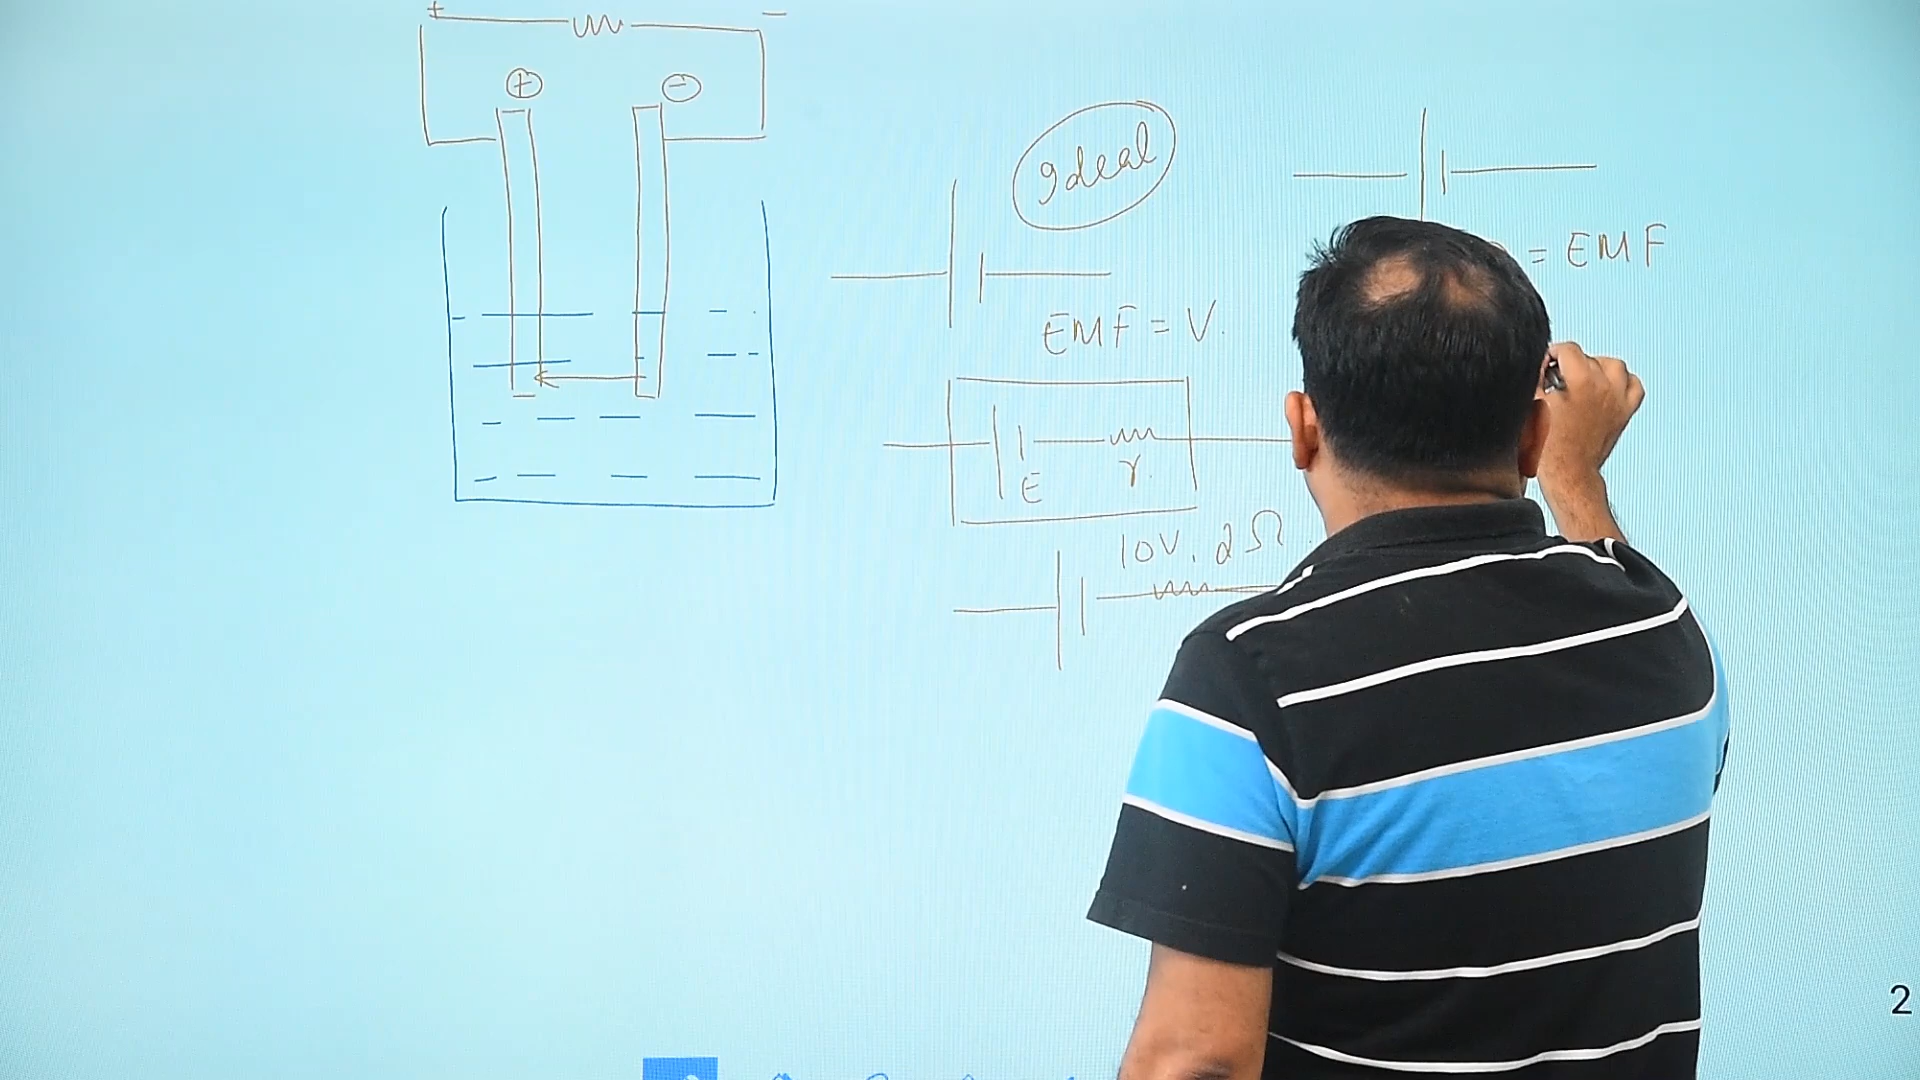 + −
+ −
Ideal
= EMF
EMF = V.
E r.
10V, 2Ω
2